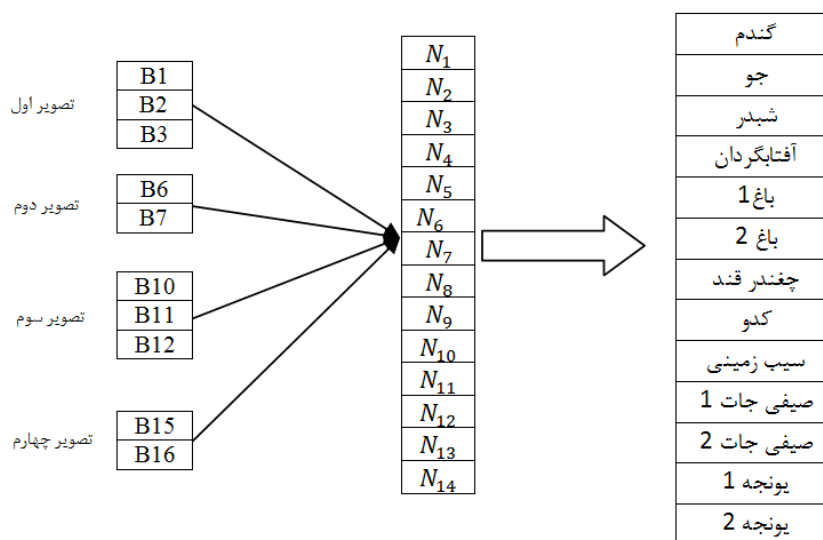 تصویر اول
B1
B2
B3
تصویر دوم
B6
B7
تصویر سوم
B10
B11
B12
تصویر چهارم
B15
B16
N₁
N₂
N₃
N₄
N₅
N₆
N₇
N₈
N₉
N₁₀
N₁₁
N₁₂
N₁₃
N₁₄
گندم
جو
شبدر
آفتابگردان
باغ1
باغ 2
چغندر قند
کدو
سیب زمینی
صیفی جات 1
صیفی جات 2
یونجه 1
یونجه 2